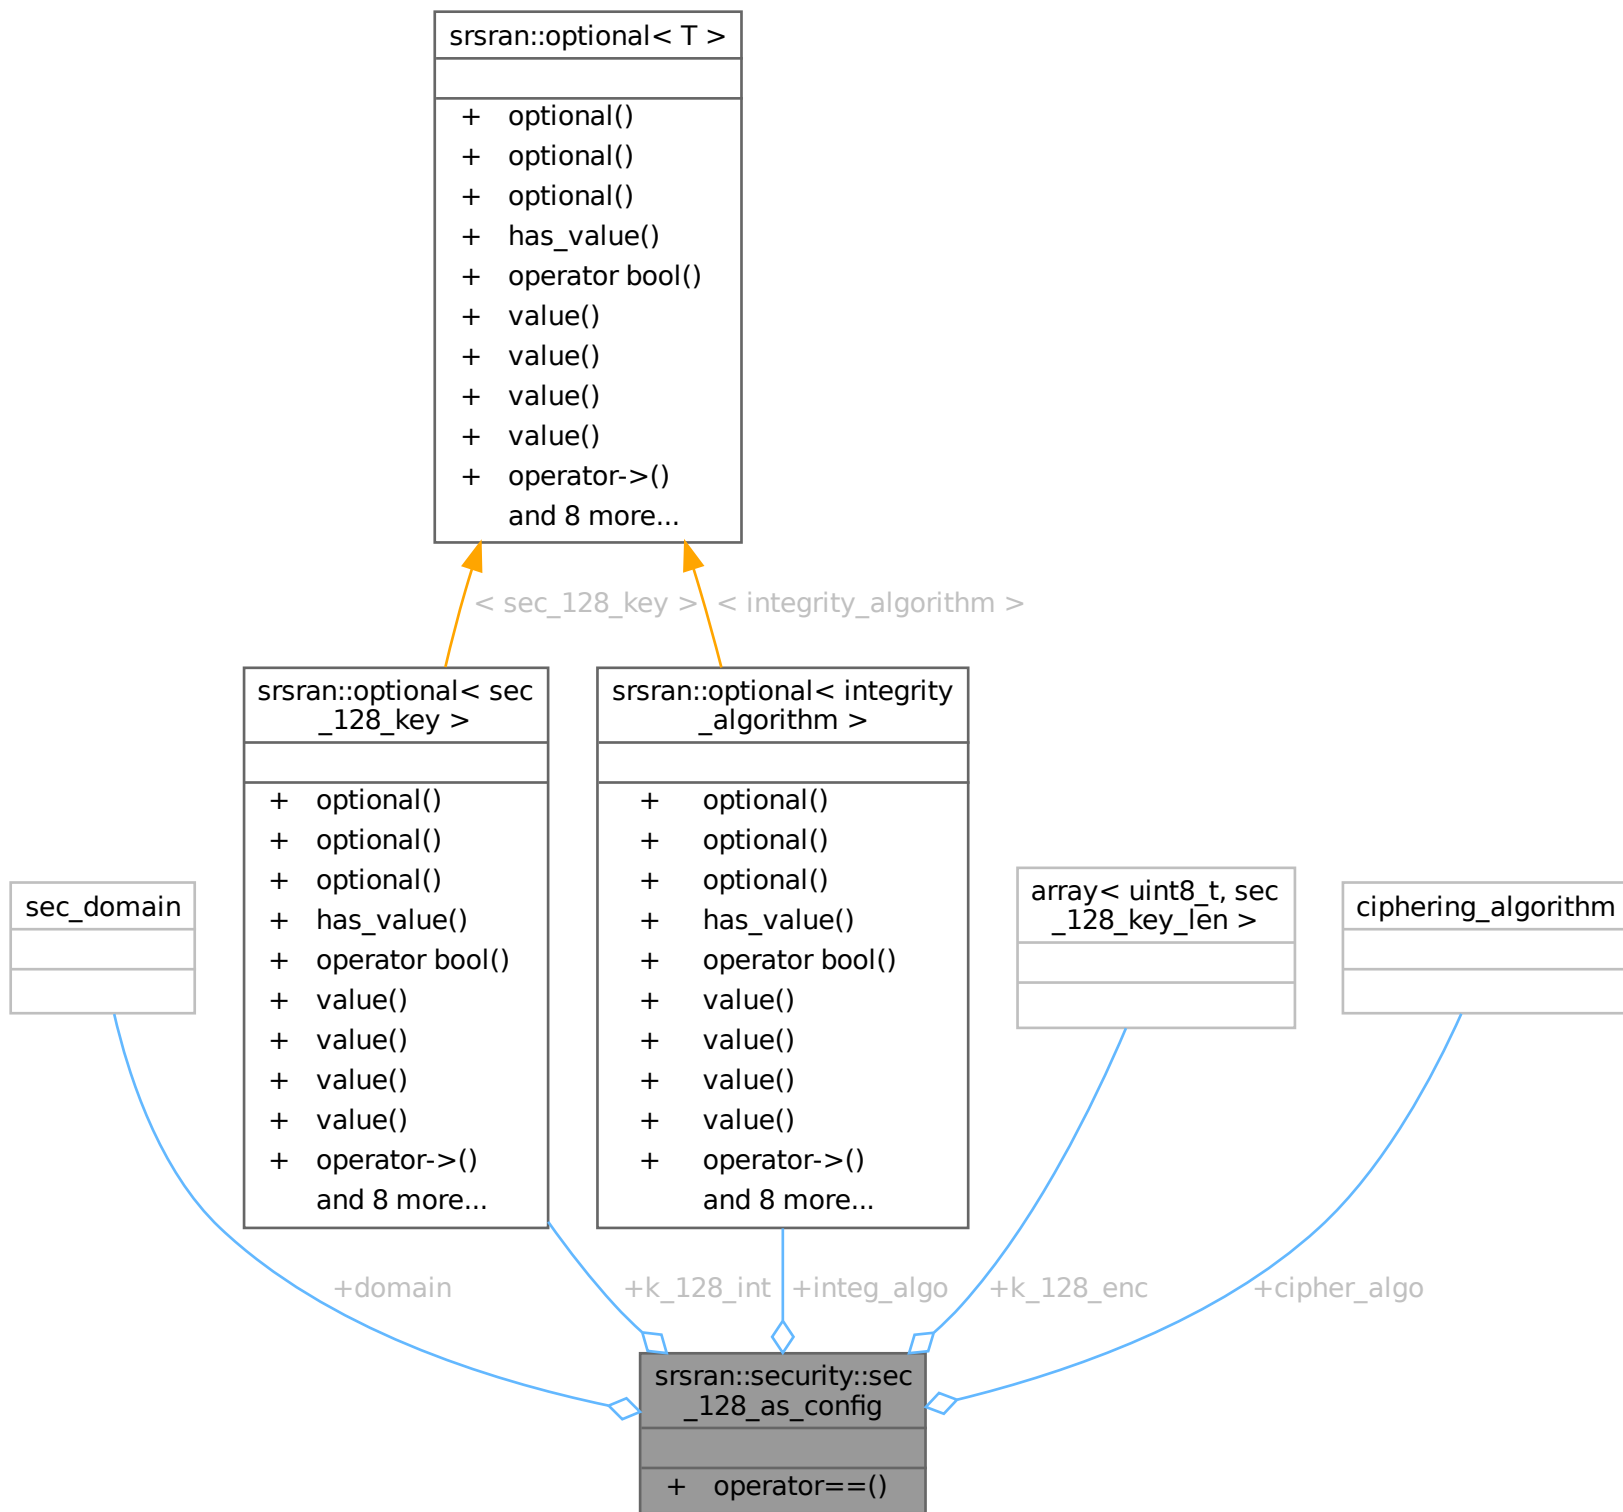 srsran::optional< T >
+ optional()
+ optional()
+ optional()
+ has_value()
+ operator bool()
+ value()
+ value()
+ value()
+ value()
+ operator->()
and 8 more...
< sec_128_key >
< integrity_algorithm >
srsran::optional< sec
_128_key >
+ optional()
+ optional()
+ optional()
+ has_value()
+ operator bool()
+ value()
+ value()
+ value()
+ value()
+ operator->()
and 8 more...
srsran::optional< integrity
_algorithm >
+ optional()
+ optional()
+ optional()
+ has_value()
+ operator bool()
+ value()
+ value()
+ value()
+ value()
+ operator->()
and 8 more...
sec_domain
array< uint8_t, sec
_128_key_len >
ciphering_algorithm
+domain
+k_128_int
+integ_algo
+k_128_enc
+cipher_algo
srsran::security::sec
_128_as_config
+ operator==()